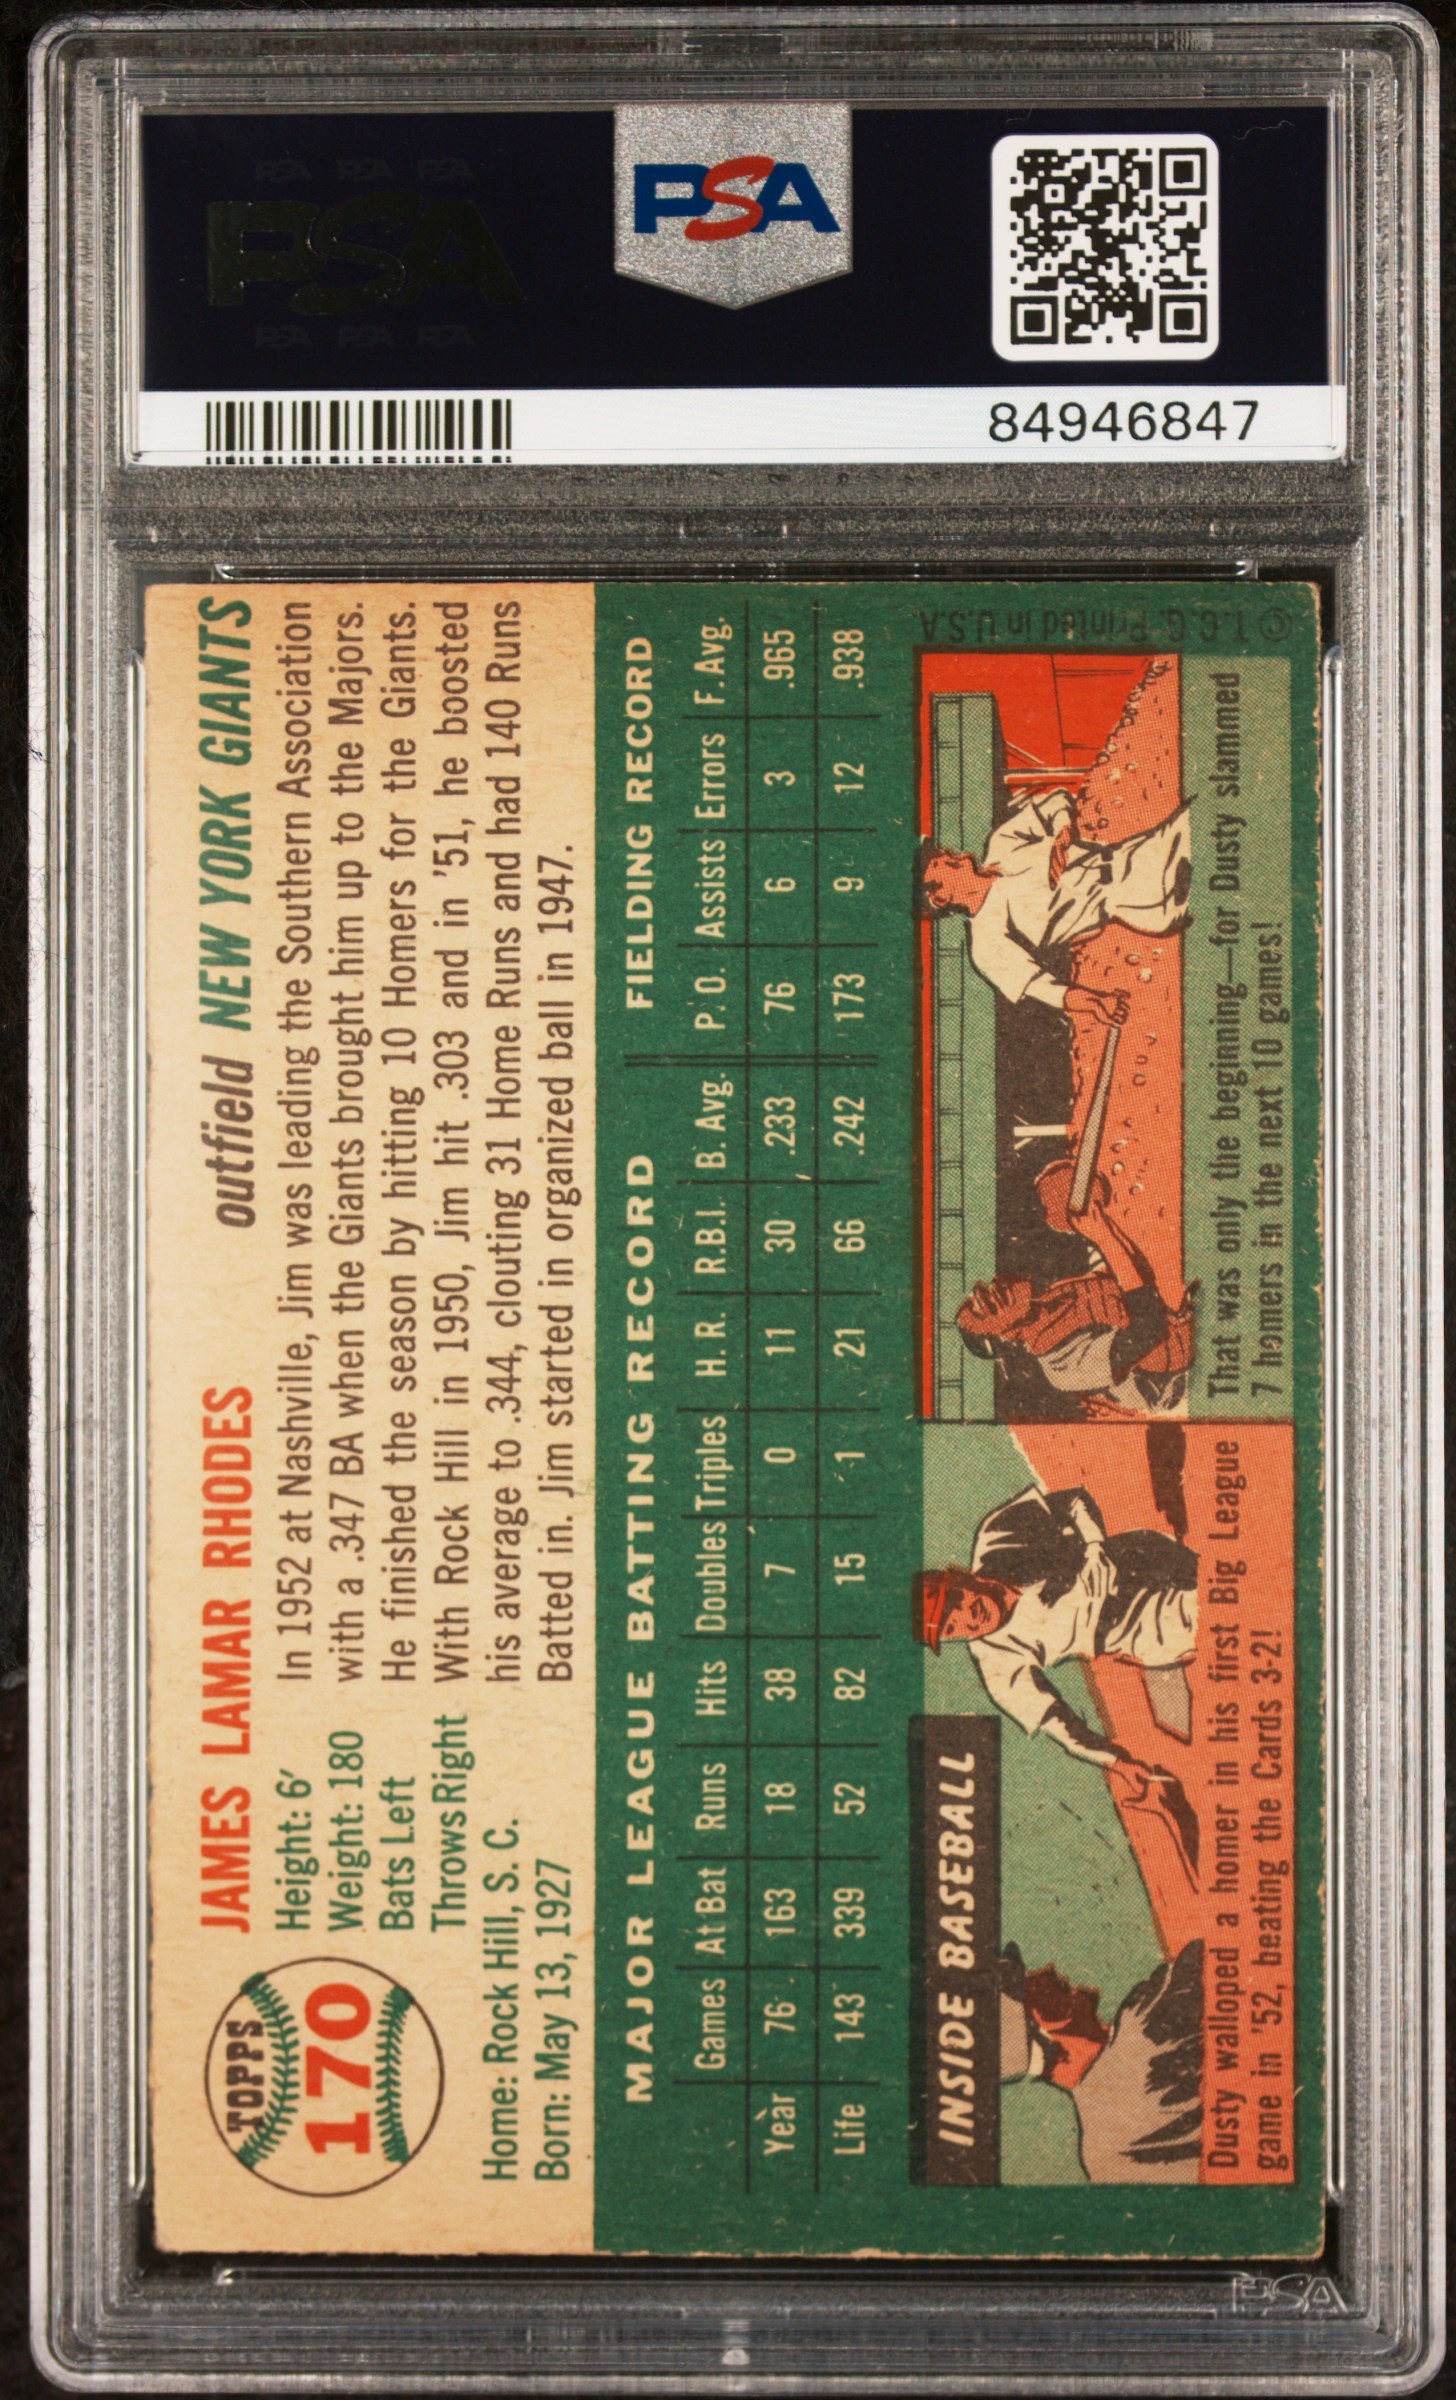 PSA PSA PSA
PSA
PSA PSA PSA
PSA
84946847
TOPPS
170
JAMES LAMAR RHODES
outfield NEW YORK GIANTS
Height: 6'
Weight: 180
Bats Left
Throws Right
Home: Rock Hill, S. C.
Born: May 13, 1927
In 1952 at Nashville, Jim was leading the Southern Association
with a .347 BA when the Giants brought him up to the Majors.
He finished the season by hitting 10 Homers for the Giants.
With Rock Hill in 1950, Jim hit .303 and in '51, he boosted
his average to .344, clouting 31 Home Runs and had 140 Runs
Batted in. Jim started in organized ball in 1947.
MAJOR LEAGUE BATTING RECORD FIELDING RECORD
Games At Bat Runs Hits Doubles Triples H. R. R.B.I. B. Avg. P. O. Assists Errors F. Avg.
Year 76 163 18 38 7 0 11 30 .233 76 6 3 .965
Life 143 339 52 82 15 1 21 66 .242 173 9 12 .938
INSIDE BASEBALL
Dusty walloped a homer in his first Big League
game in '52, beating the Cards 3-2!
That was only the beginning—for Dusty slammed
7 homers in the next 10 games!
© T. C. G. Printed in U.S.A.
PSA